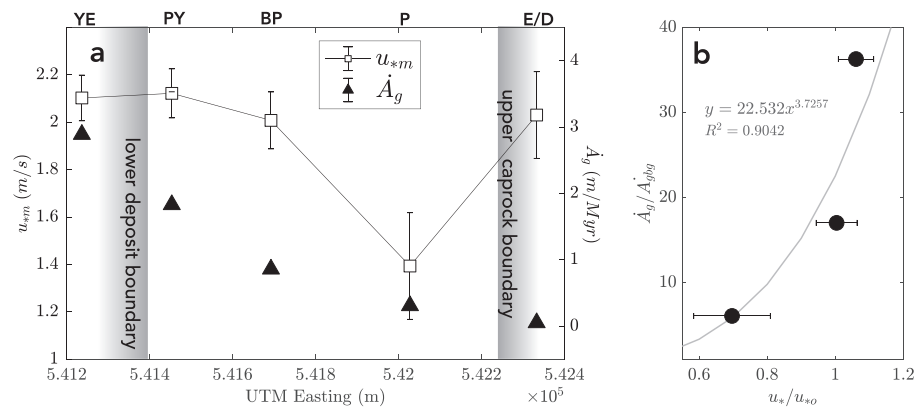 YE PY BP P E/D
a
u*m
Ȧg
lower deposit boundary
upper caprock boundary
2.2
2
1.8
1.6
1.4
1.2
1
u*m (m/s)
4
3
2
1
0
Ȧg (m/Myr)
5.412 5.414 5.416 5.418 5.42 5.422 5.424
UTM Easting (m)
×10^5
b
y = 22.532x^3.7257
R^2 = 0.9042
40
30
20
10
Ȧg/Ȧgbg
0.6 0.8 1 1.2
u*/u*o